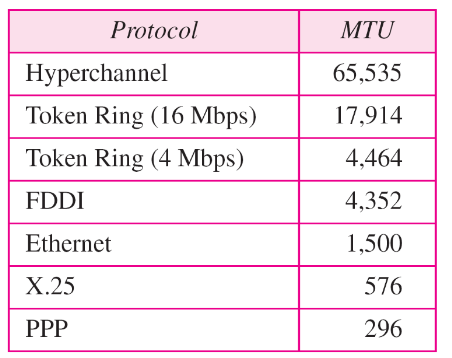 Protocol MTU
Hyperchannel 65,535
Token Ring (16 Mbps) 17,914
Token Ring (4 Mbps) 4,464
FDDI 4,352
Ethernet 1,500
X.25 576
PPP 296